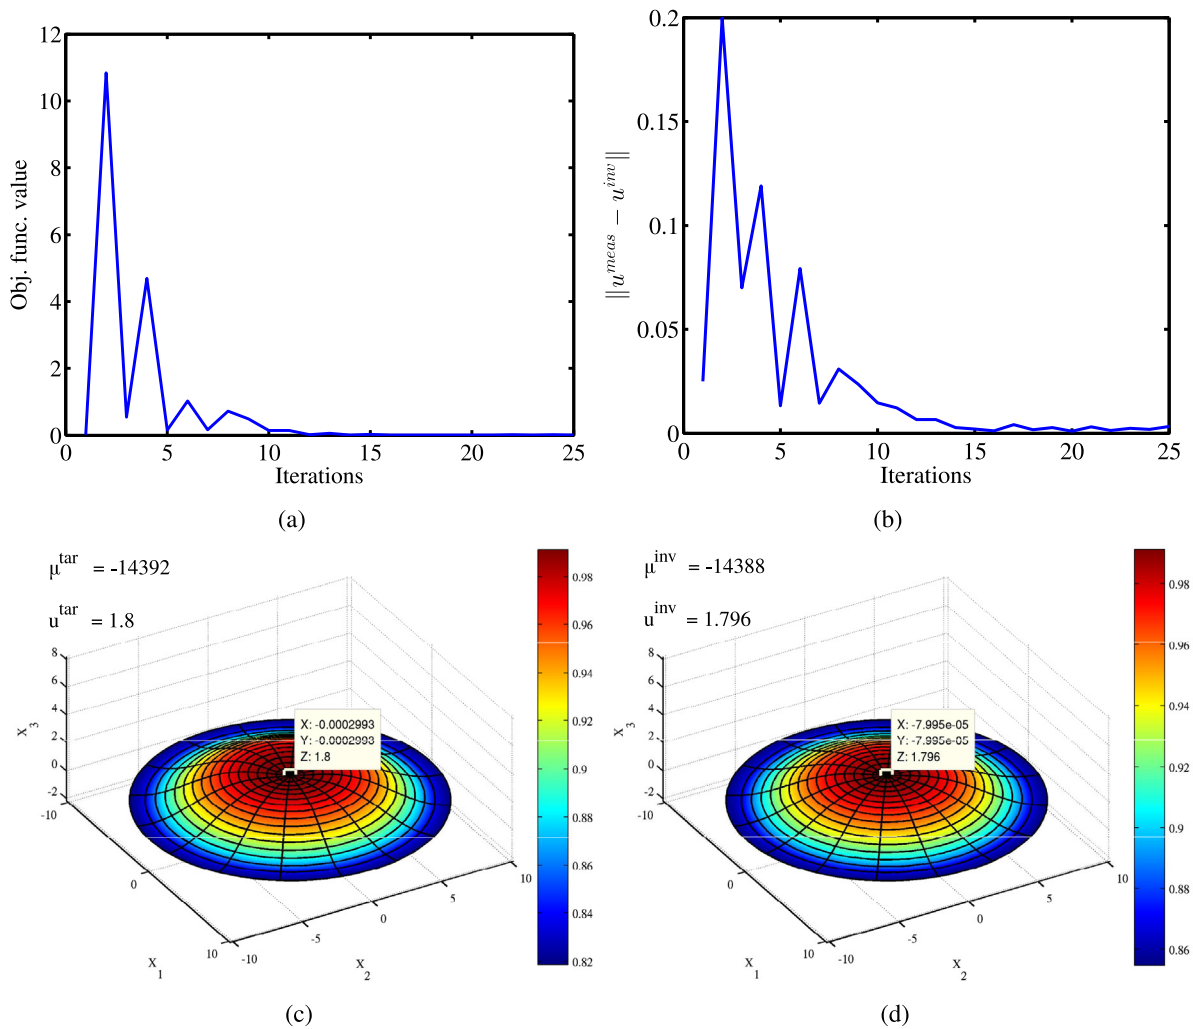 12
10
8
6
4
2
0
0 5 10 15 20 25
Obj. func. value
Iterations
(a)
0.2
0.15
0.1
0.05
0
0 5 10 15 20 25
‖u^{meas} − u^{inv}‖
Iterations
(b)
μ^{tar} = -14392
u^{tar} = 1.8
8
6
4
2
0
-2
x_3
-10
0
10
x_1
-10
-5
0
5
10
x_2
X: -0.0002993
Y: -0.0002993
Z: 1.8
0.98
0.96
0.94
0.92
0.9
0.88
0.86
0.84
0.82
(c)
μ^{inv} = -14388
u^{inv} = 1.796
8
6
4
2
0
-2
x_3
-10
0
10
x_1
-10
-5
0
5
10
x_2
X: -7.995e-05
Y: -7.995e-05
Z: 1.796
0.98
0.96
0.94
0.92
0.9
0.88
0.86
(d)